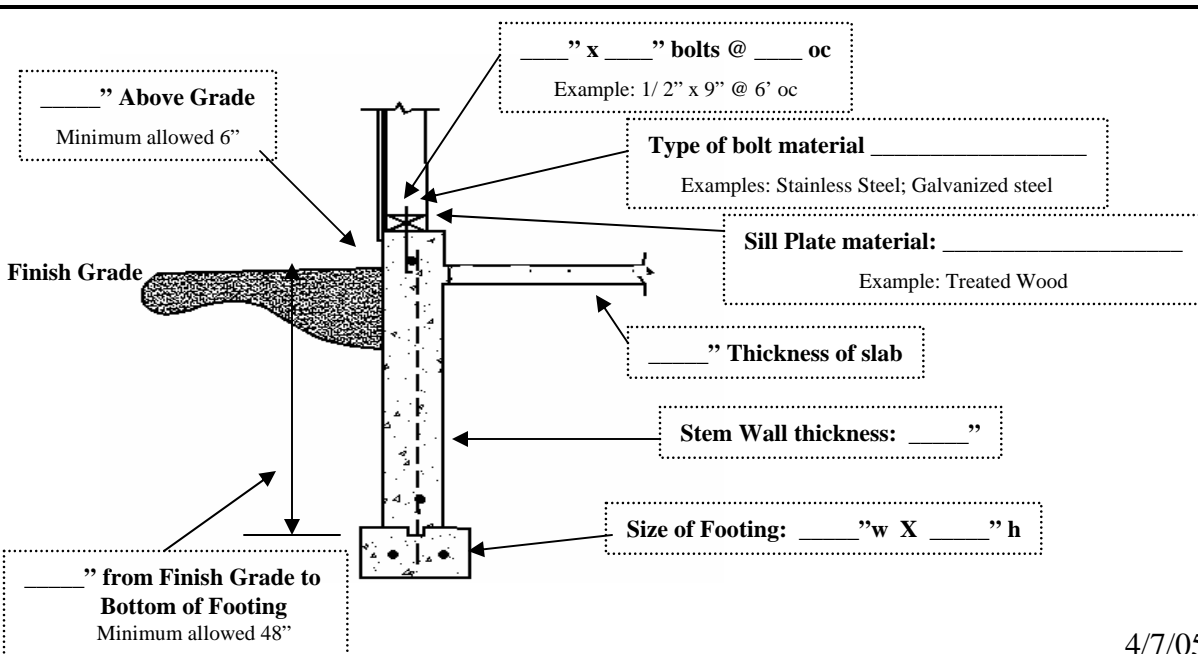 ____” x ____” bolts @ ____ oc
Example: 1/ 2” x 9” @ 6’ oc
_____” Above Grade
Minimum allowed 6”
Type of bolt material __________________
Examples: Stainless Steel; Galvanized steel
Sill Plate material: ____________________
Example: Treated Wood
Finish Grade
_____” Thickness of slab
Stem Wall thickness: _____”
Size of Footing: _____”w X _____” h
_____” from Finish Grade to
Bottom of Footing
Minimum allowed 48”
4/7/05